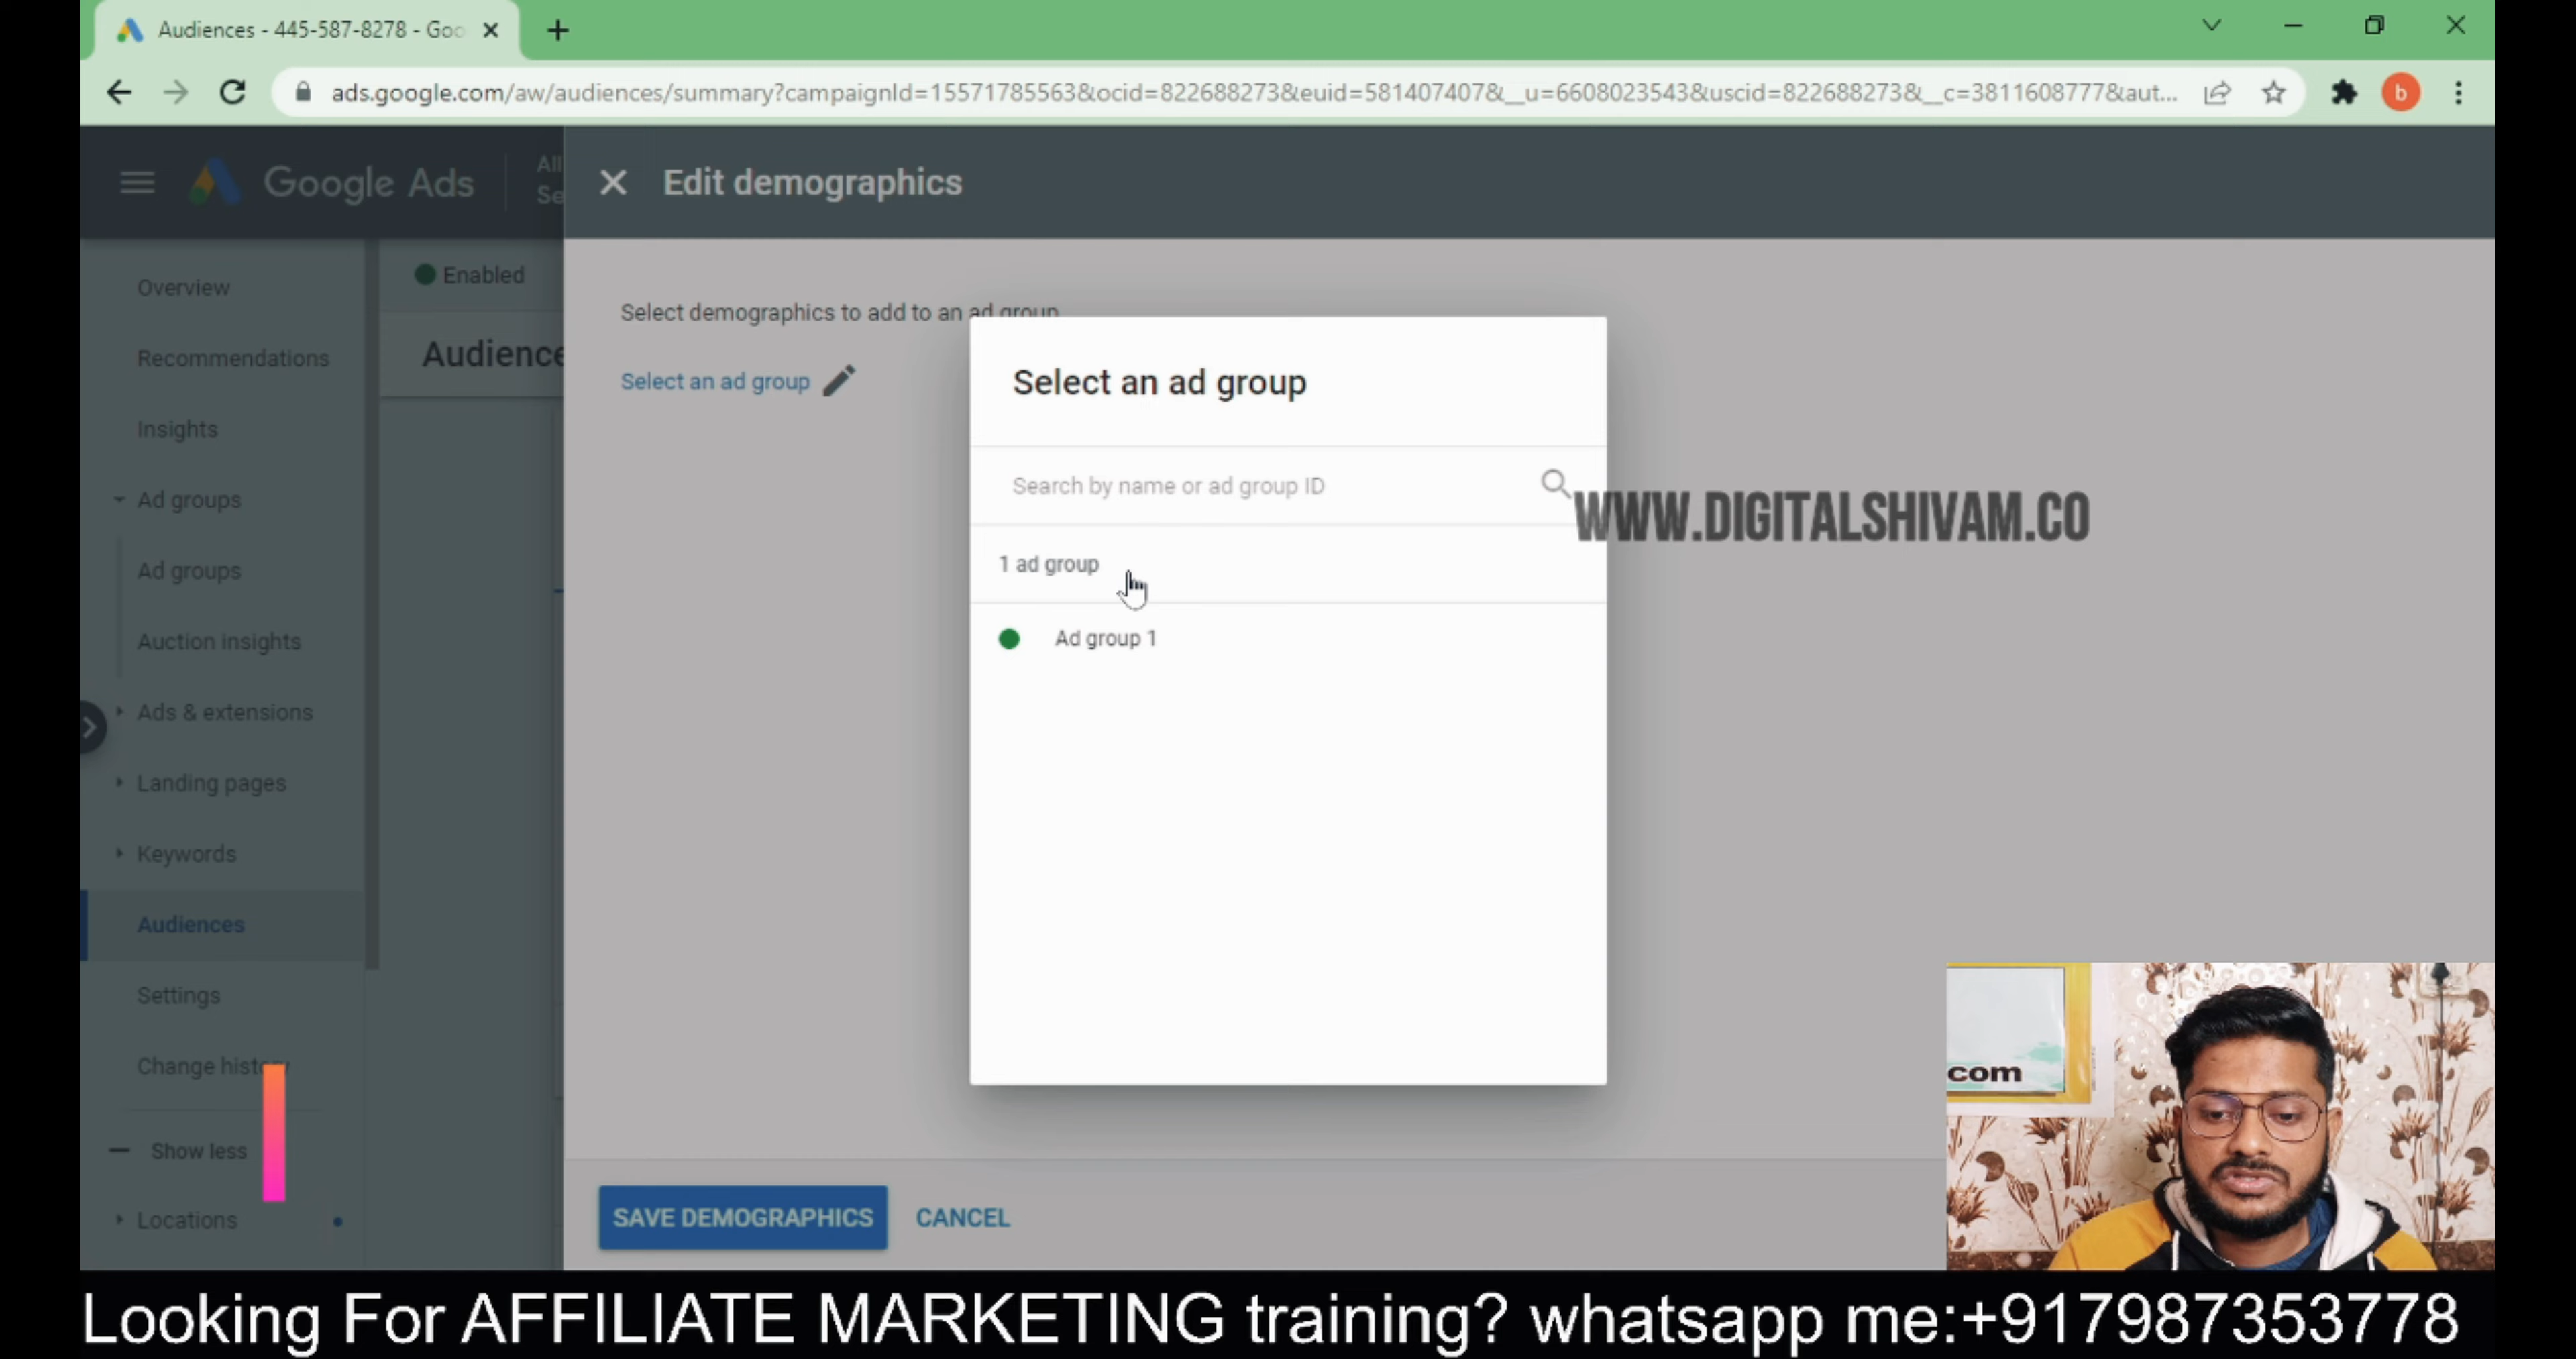 Audiences - 445-587-8278 - Goo
ads.google.com/aw/audiences/summary?campaignId=15571785563&ocid=822688273&euid=581407407&__u=6608023543&uscid=822688273&__c=3811608777&aut...
b
Google Ads
All
Se
Edit demographics
Overview
Recommendations
Insights
Ad groups
Ad groups
Auction insights
Ads & extensions
Landing pages
Keywords
Audiences
Settings
Change history
Show less
Locations
Enabled
Audience
Select demographics to add to an ad group
Select an ad group
Select an ad group
Search by name or ad group ID
1 ad group
Ad group 1
WWW.DIGITALSHIVAM.CO
SAVE DEMOGRAPHICS
CANCEL
com
Looking For AFFILIATE MARKETING training? whatsapp me:+917987353778